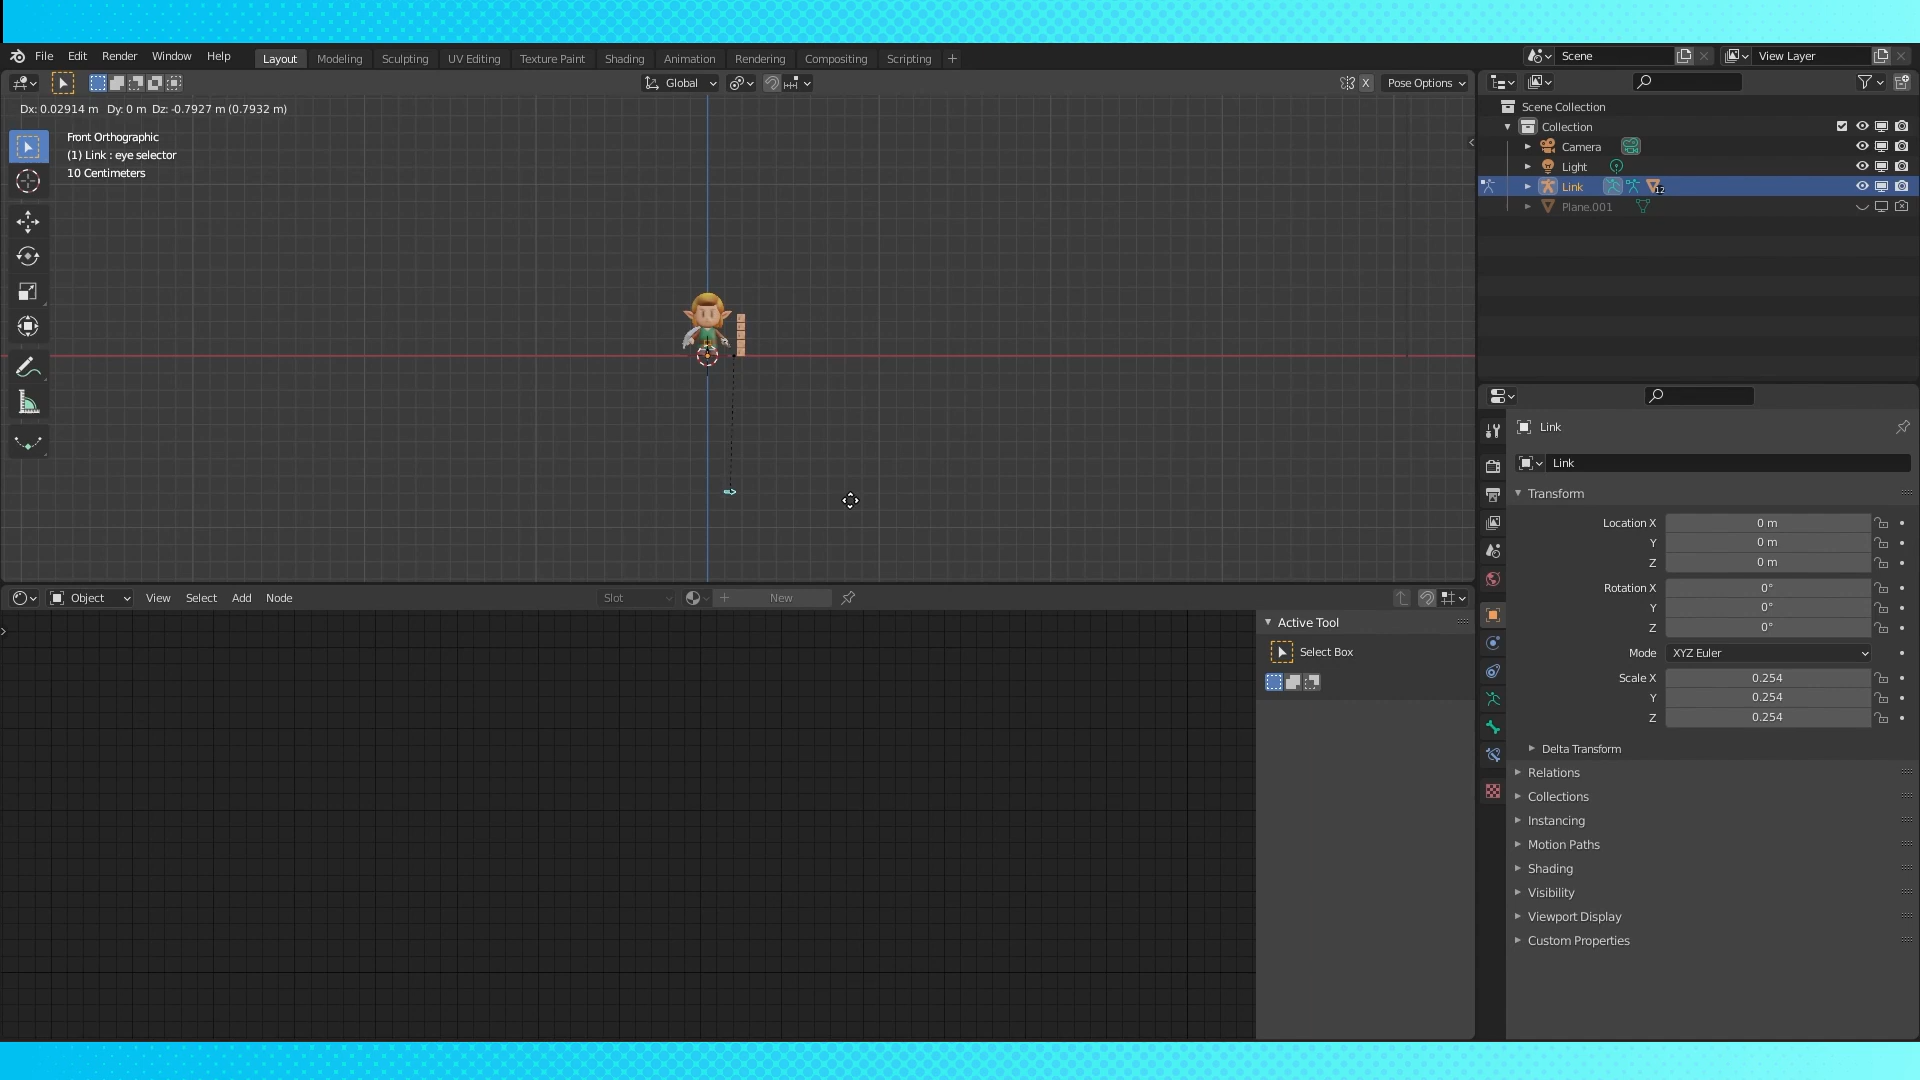 File Edit Render Window Help Layout Modeling Sculpting UV Editing Texture Paint Shading Animation Rendering Compositing Scripting + Scene View Layer
Global X Pose Options
Dx: 0.02914 m Dy: 0 m Dz: -0.7927 m (0.7932 m)
Front Orthographic
(1) Link : eye selector
10 Centimeters
Scene Collection
Collection
Camera
Light
Link 12
Plane.001
Link
Link
Transform
Location X 0 m
Y 0 m
Z 0 m
Rotation X 0°
Y 0°
Z 0°
Mode XYZ Euler
Scale X 0.254
Y 0.254
Z 0.254
Delta Transform
Relations
Collections
Instancing
Motion Paths
Shading
Visibility
Viewport Display
Custom Properties
Object View Select Add Node Slot New
Active Tool
Select Box